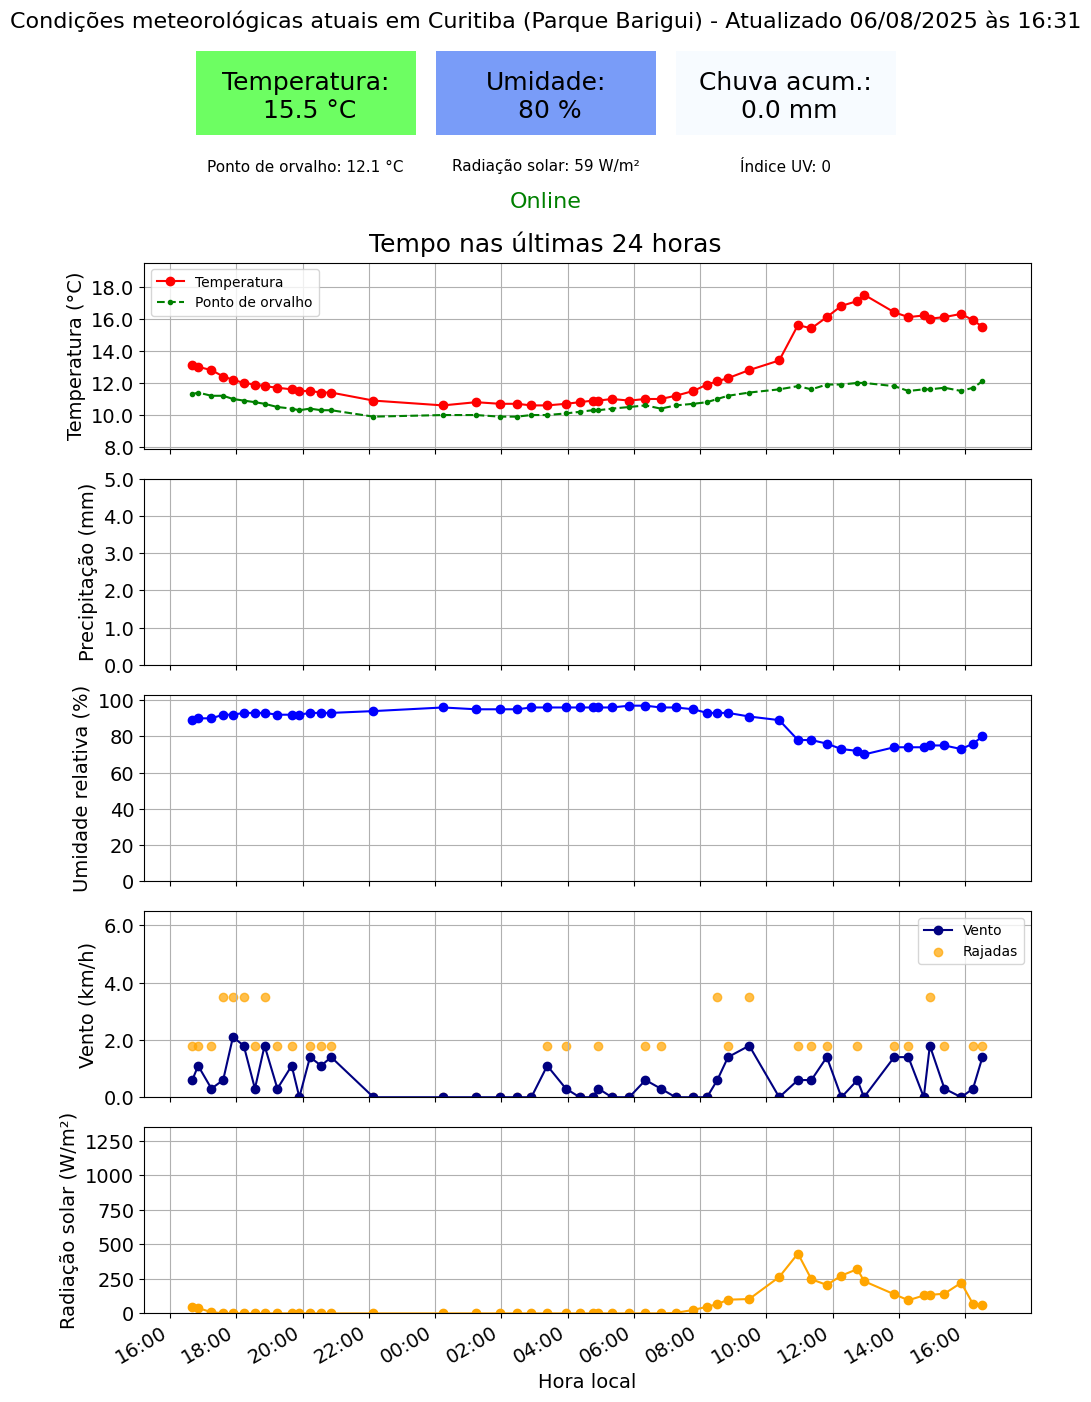 Condições meteorológicas atuais em Curitiba (Parque Barigui) - Atualizado 06/08/2025 às 16:31
Temperatura:
15.5 °C
Umidade:
80 %
Chuva acum.:
0.0 mm
Ponto de orvalho: 12.1 °C
Radiação solar: 59 W/m²
Índice UV: 0
Online
Tempo nas últimas 24 horas
Temperatura (°C)
18.0
16.0
14.0
12.0
10.0
8.0
Temperatura
Ponto de orvalho
Precipitação (mm)
5.0
4.0
3.0
2.0
1.0
0.0
Umidade relativa (%)
100
80
60
40
20
0
Vento (km/h)
6.0
4.0
2.0
0.0
Vento
Rajadas
Radiação solar (W/m²)
1250
1000
750
500
250
0
16:00
18:00
20:00
22:00
00:00
02:00
04:00
06:00
08:00
10:00
12:00
14:00
16:00
Hora local